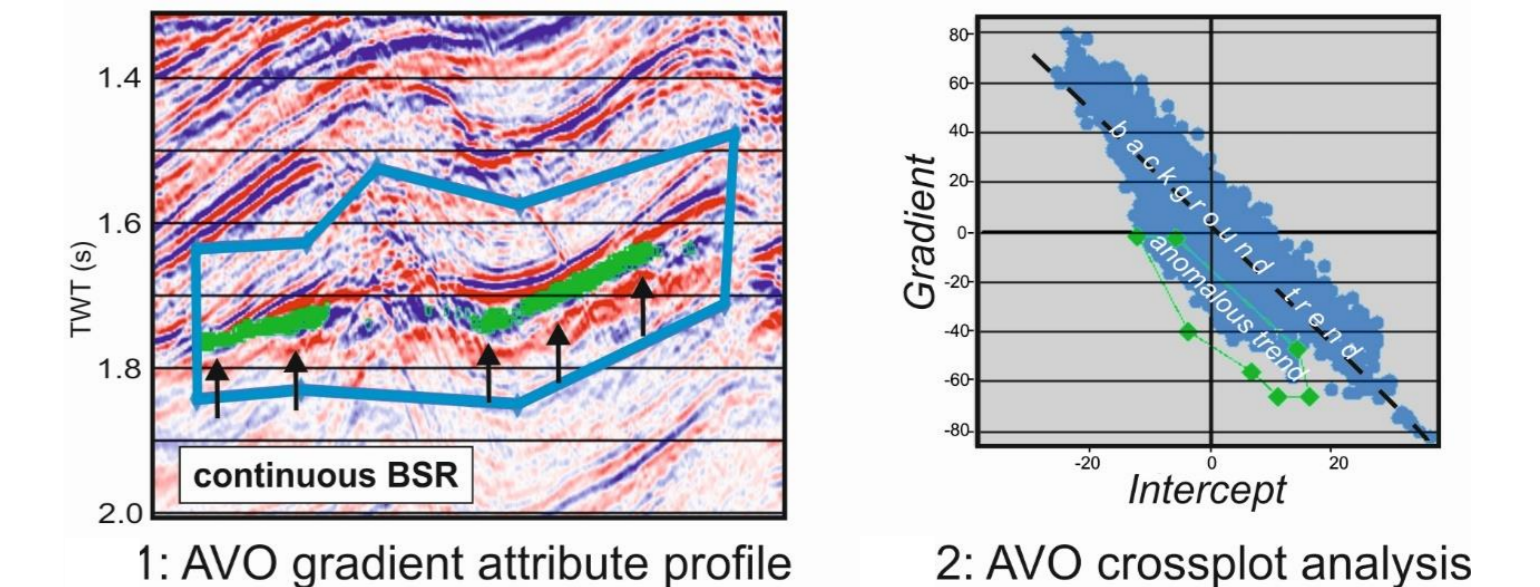 1.4
1.6
1.8
2.0
TWT (s)
continuous BSR
1: AVO gradient attribute profile
80
60
40
20
0
-20
-40
-60
-80
Gradient
background trend
anomalous trend
-20
0
20
Intercept
2: AVO crossplot analysis